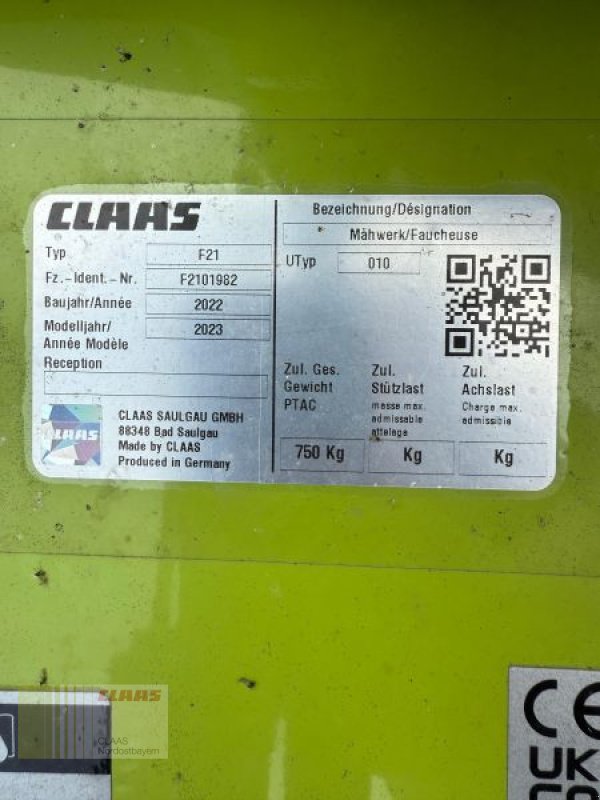 CLAAS
Typ F21
Fz.-Ident.-Nr. F2101982
Baujahr/Année 2022
Modelljahr/
Année Modèle 2023
Reception
CLAAS
CLAAS SAULGAU GMBH
88348 Bad Saulgau
Made by CLAAS
Produced in Germany
Bezeichnung/Désignation
Mähwerk/Faucheuse
UTyp 010
Zul. Ges.
Gewicht
PTAC
750 Kg
Zul.
Stützlast
masse max.
admissable
attelage
Kg
Zul.
Achslast
Charge max.
admissible
Kg
CLAAS
CLAAS
Nordostbayern
CE
UK